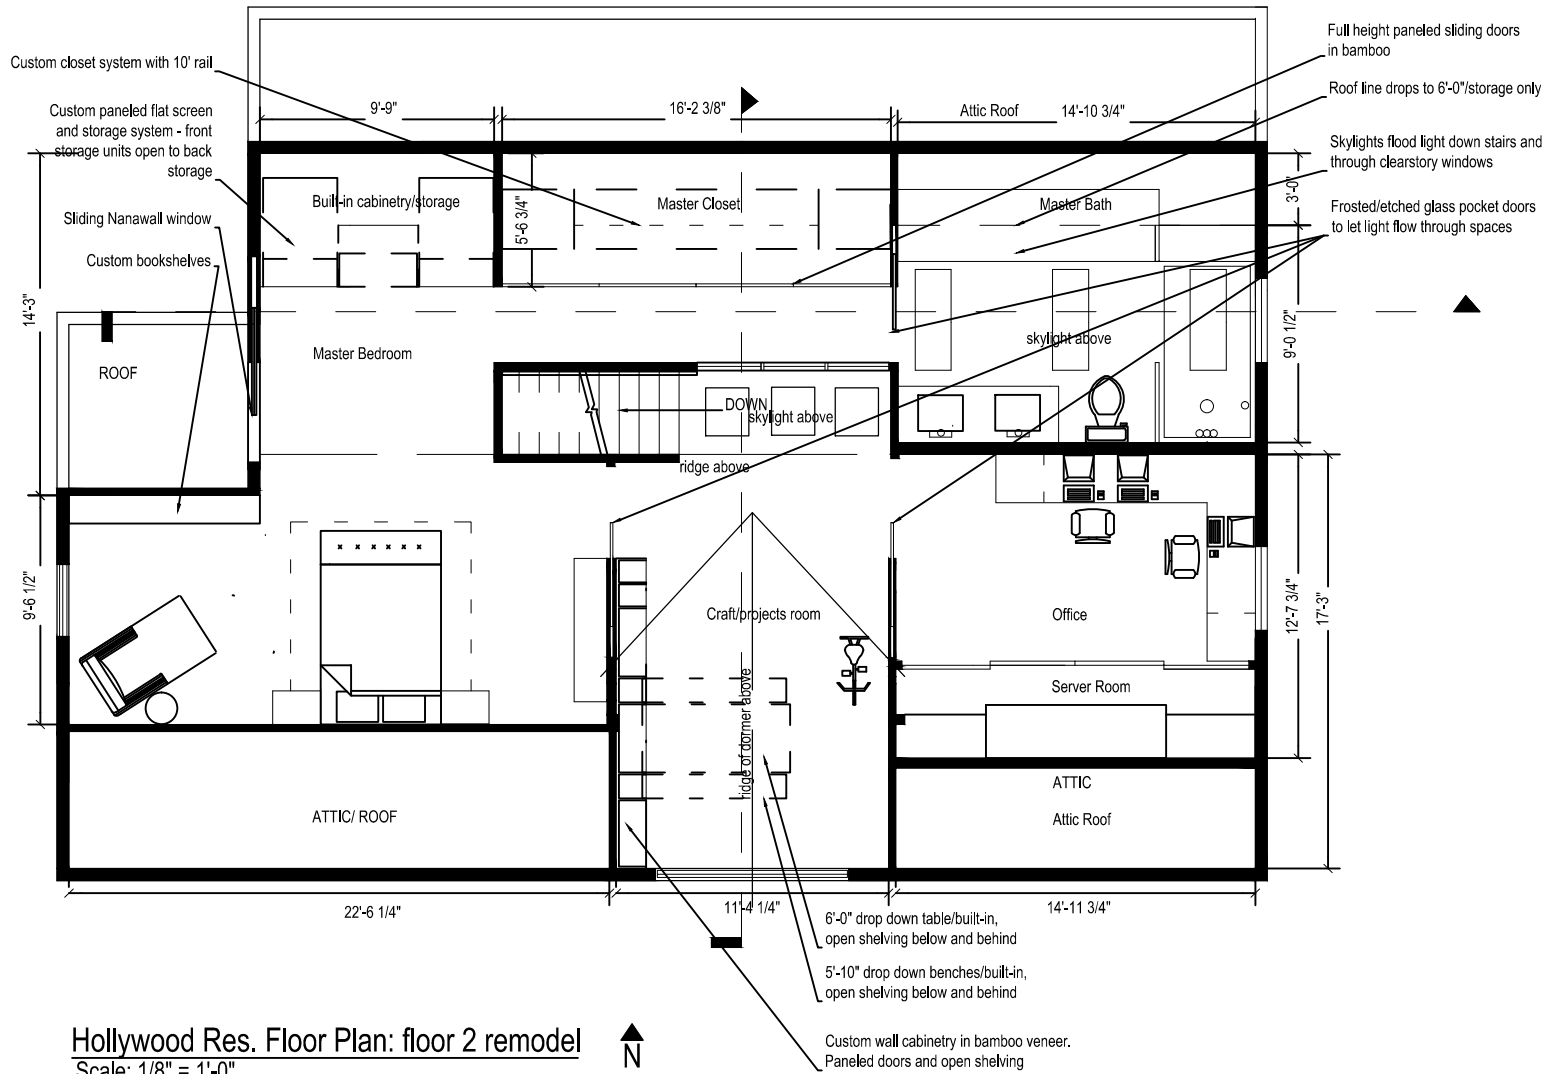 Full height paneled sliding doors
in bamboo
Custom closet system with 10' rail
Roof line drops to 6'-0"/storage only
Custom paneled flat screen
and storage system - front
storage units open to back
storage
9'-9"
16'-2 3/8"
Attic Roof
14'-10 3/4"
Skylights flood light down stairs and
through clearstory windows
Sliding Nanawall window
Built-in cabinetry/storage
5'-6 3/4"
Master Closet
Master Bath
3'-0"
Frosted/etched glass pocket doors
to let light flow through spaces
Custom bookshelves
14'-3"
Master Bedroom
skylight above
9'-0 1/2"
ROOF
DOWN
skylight above
ridge above
9'-6 1/2"
Craft/projects room
Office
12'-7 3/4"
17'-3"
Server Room
ridge of dormer above
ATTIC/ ROOF
ATTIC
Attic Roof
22'-6 1/4"
11'-4 1/4"
14'-11 3/4"
6'-0" drop down table/built-in,
open shelving below and behind
5'-10" drop down benches/built-in,
open shelving below and behind
Custom wall cabinetry in bamboo veneer.
Paneled doors and open shelving
Hollywood Res. Floor Plan: floor 2 remodel
Scale: 1/8" = 1'-0"
N